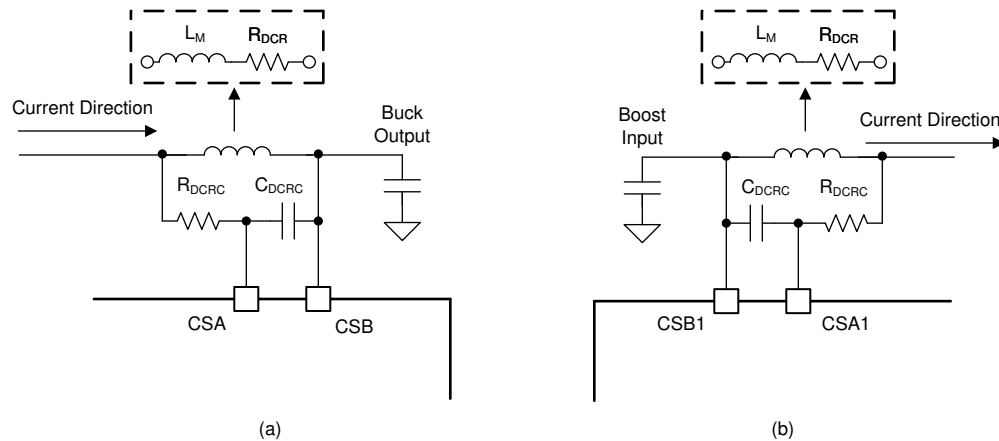 L_M R_DCR
Current Direction
Buck
Output
R_DCRC C_DCRC
CSA
CSB
(a)
L_M R_DCR
Boost
Input
Current Direction
C_DCRC R_DCRC
CSB1
CSA1
(b)